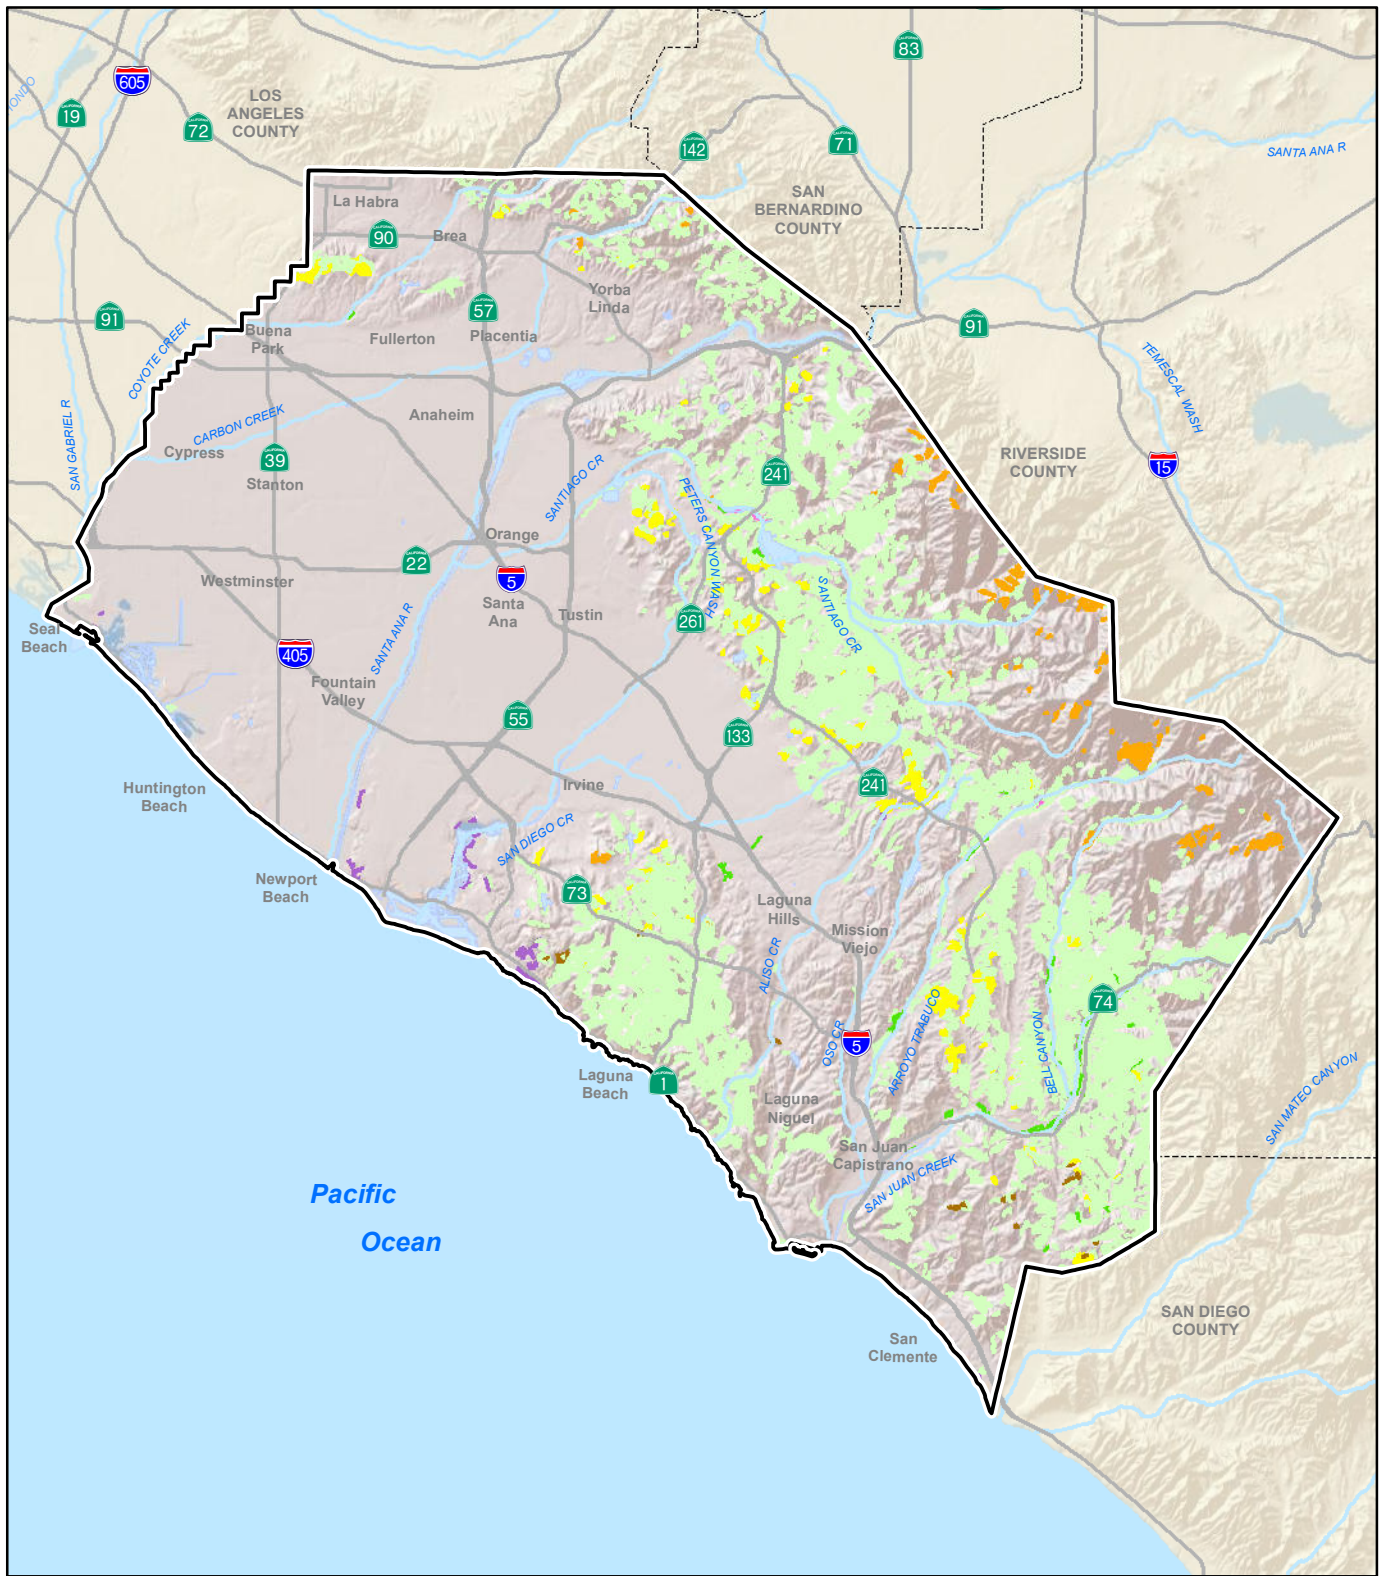 83
605
LOS
ANGELES
COUNTY
19
72
142
71
SANTA ANA R
SAN
BERNARDINO
COUNTY
La Habra
90
Brea
Yorba
Linda
57
91
91
Buena
Park
Fullerton
Placentia
COYOTE CREEK
TEMESCAL WASH
SAN GABRIEL R
Anaheim
CARBON CREEK
Cypress
39
Stanton
SANTIAGO CR
241
RIVERSIDE
COUNTY
15
PETERS CANYON WASH
Orange
22
5
Westminster
Santa
Ana
Tustin
261
S SANTIAGO CR
SANTA ANA R
Seal
Beach
405
Fountain
Valley
55
133
241
Irvine
Huntington
Beach
SAN DIEGO CR
Newport
Beach
73
Laguna
Hills
Mission
Viejo
ALISO CR
74
OSO CR
5
ARROYO TRABUCO
BELL CANYON
Laguna
Beach
1
Laguna
Niguel
SAN MATEO CANYON
San Juan
Capistrano
SAN JUAN CREEK
Pacific
Ocean
SAN DIEGO
COUNTY
San
Clemente